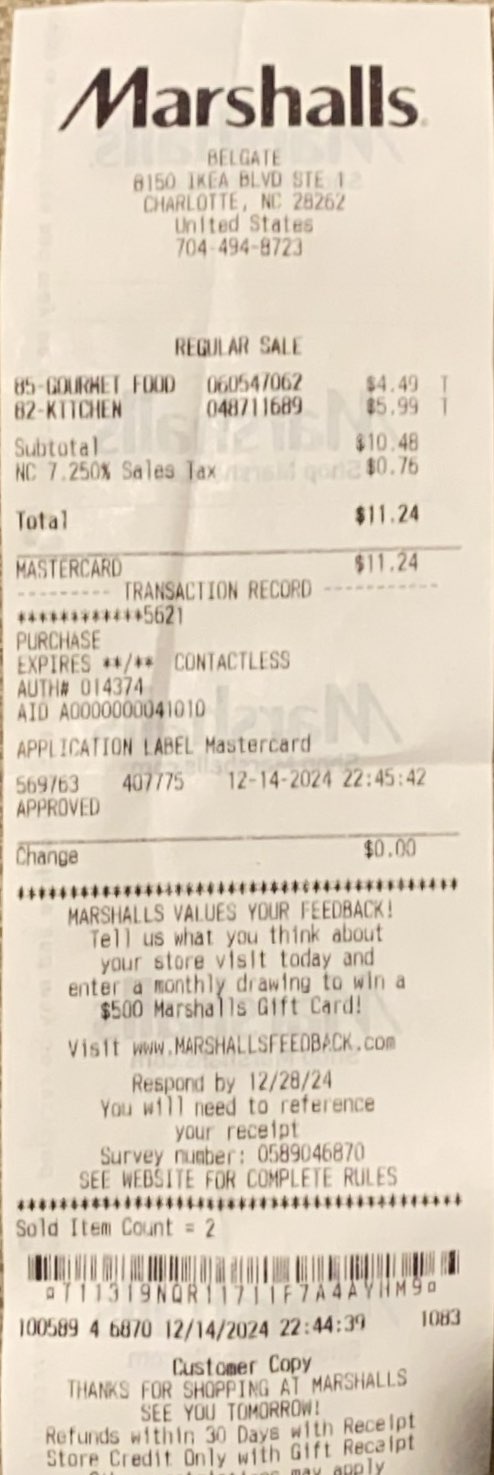 Marshalls
BELGATE
8150 IKEA BLVD STE 1
CHARLOTTE, NC 28262
United States
704-494-8723
REGULAR SALE
85-GOURMET FOOD 060547062 $4.49 T
82-KITCHEN 048711689 $5.99 T
Subtotal $10.48
NC 7.250% Sales Tax $0.76
Total $11.24
MASTERCARD $11.24
--------- TRANSACTION RECORD -----------
************5621
PURCHASE
EXPIRES **/** CONTACTLESS
AUTH# 014374
AID A0000000041010
APPLICATION LABEL Mastercard
569763 407775 12-14-2024 22:45:42
APPROVED
Change $0.00
********************************************
MARSHALLS VALUES YOUR FEEDBACK!
Tell us what you think about
your store visit today and
enter a monthly drawing to win a
$500 Marshalls Gift Card!
Visit www.MARSHALLSFEEDBACK.com
Respond by 12/28/24
You will need to reference
your receipt
Survey number: 0589046870
SEE WEBSITE FOR COMPLETE RULES
********************************************
Sold Item Count = 2
¤T11319NQR11711F7A4AYHM9¤
100589 4 6870 12/14/2024 22:44:39 1083
Customer Copy
THANKS FOR SHOPPING AT MARSHALLS
SEE YOU TOMORROW!
Refunds within 30 Days with Receipt
Store Credit Only with Gift Receipt
may apply